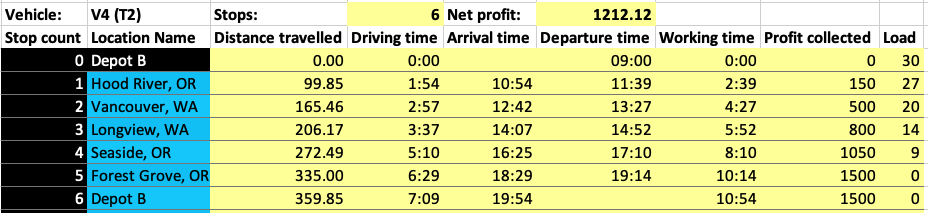 Vehicle: V4 (T2) Stops: 6 Net profit: 1212.12
Stop count Location Name Distance travelled Driving time Arrival time Departure time Working time Profit collected Load
0 Depot B 0.00 0:00 09:00 0:00 0 30
1 Hood River, OR 99.85 1:54 10:54 11:39 2:39 150 27
2 Vancouver, WA 165.46 2:57 12:42 13:27 4:27 500 20
3 Longview, WA 206.17 3:37 14:07 14:52 5:52 800 14
4 Seaside, OR 272.49 5:10 16:25 17:10 8:10 1050 9
5 Forest Grove, OR 335.00 6:29 18:29 19:14 10:14 1500 0
6 Depot B 359.85 7:09 19:54 10:54 1500 0